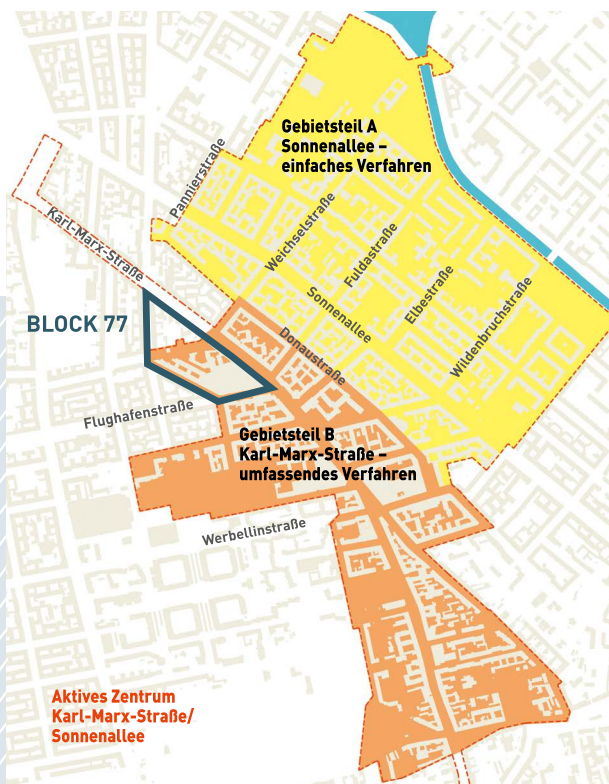 Gebietsteil A
Sonnenallee –
einfaches Verfahren
Pannierstraße
Karl-Marx-Straße
Weichselstraße
Fuldastraße
Sonnenallee
Elbestraße
Wildenbruchstraße
BLOCK 77
Donaustraße
Flughafenstraße
Gebietsteil B
Karl-Marx-Straße –
umfassendes Verfahren
Werbellinstraße
Aktives Zentrum
Karl-Marx-Straße/
Sonnenallee